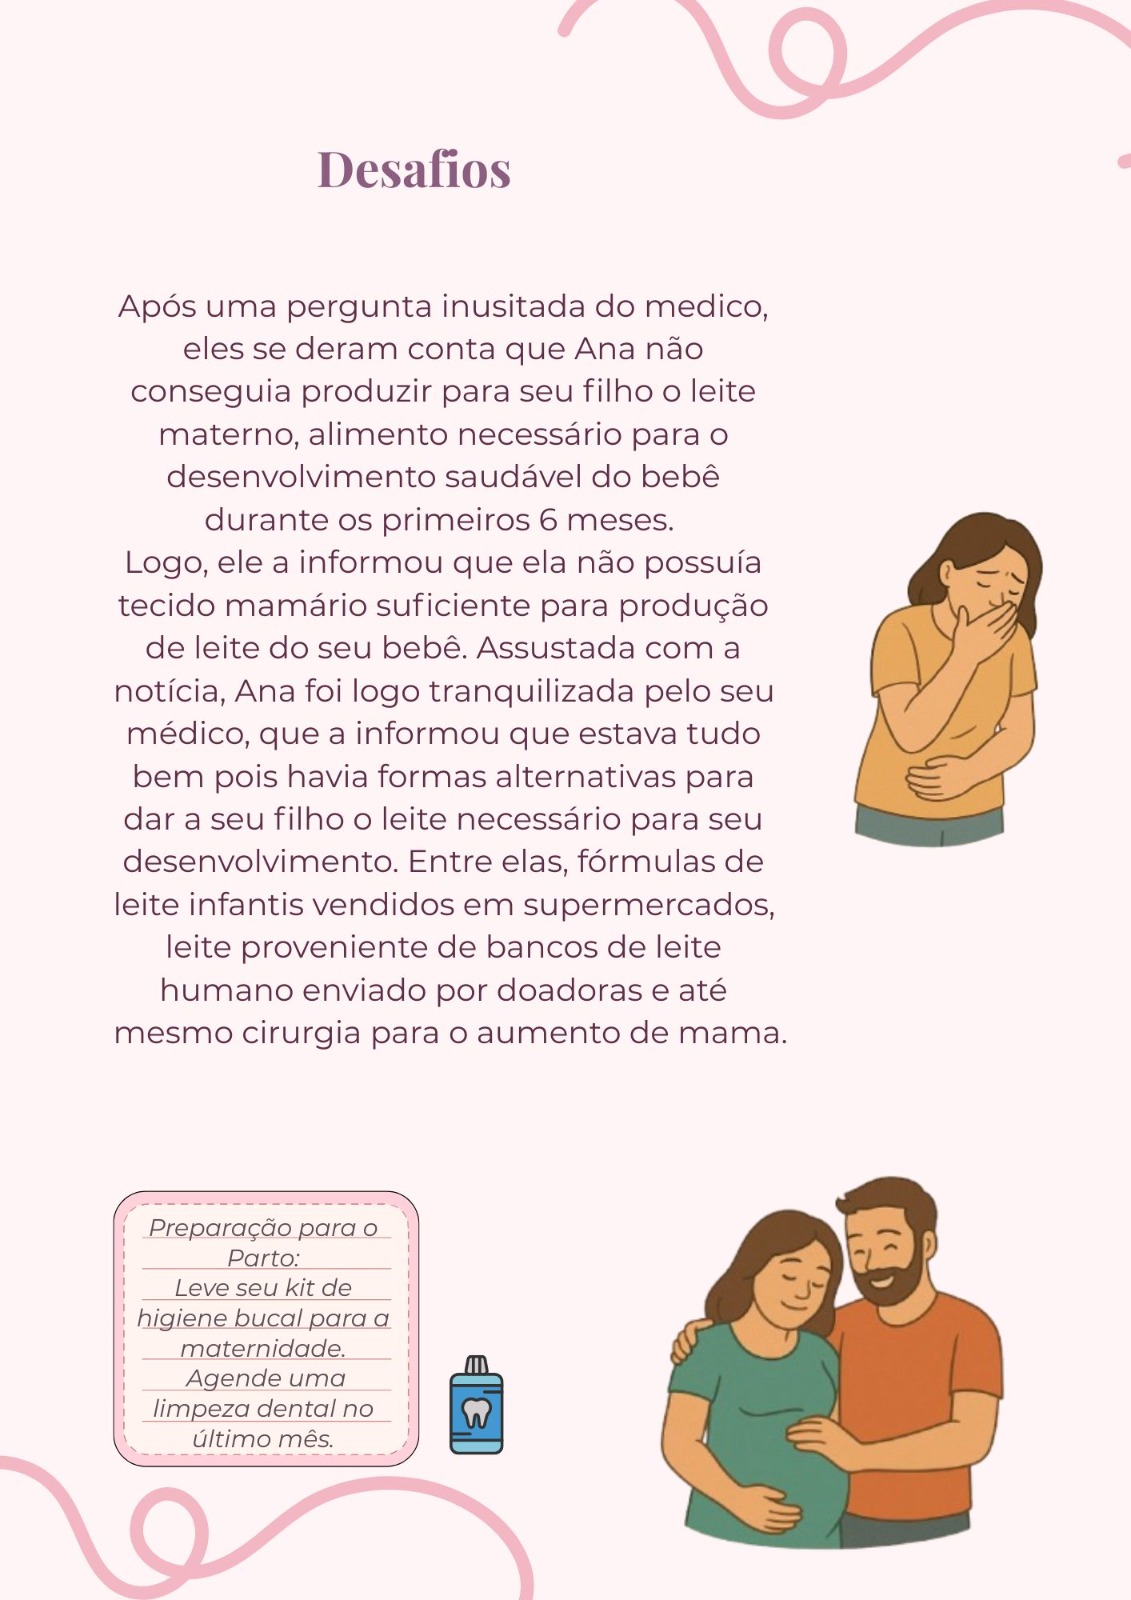 Desafios
Após uma pergunta inusitada do medico,
eles se deram conta que Ana não
conseguia produzir para seu filho o leite
materno, alimento necessário para o
desenvolvimento saudável do bebê
durante os primeiros 6 meses.
Logo, ele a informou que ela não possuía
tecido mamário suficiente para produção
de leite do seu bebê. Assustada com a
notícia, Ana foi logo tranquilizada pelo seu
médico, que a informou que estava tudo
bem pois havia formas alternativas para
dar a seu filho o leite necessário para seu
desenvolvimento. Entre elas, fórmulas de
leite infantis vendidos em supermercados,
leite proveniente de bancos de leite
humano enviado por doadoras e até
mesmo cirurgia para o aumento de mama.
Preparação para o
Parto:
Leve seu kit de
higiene bucal para a
maternidade.
Agende uma
limpeza dental no
último mês.